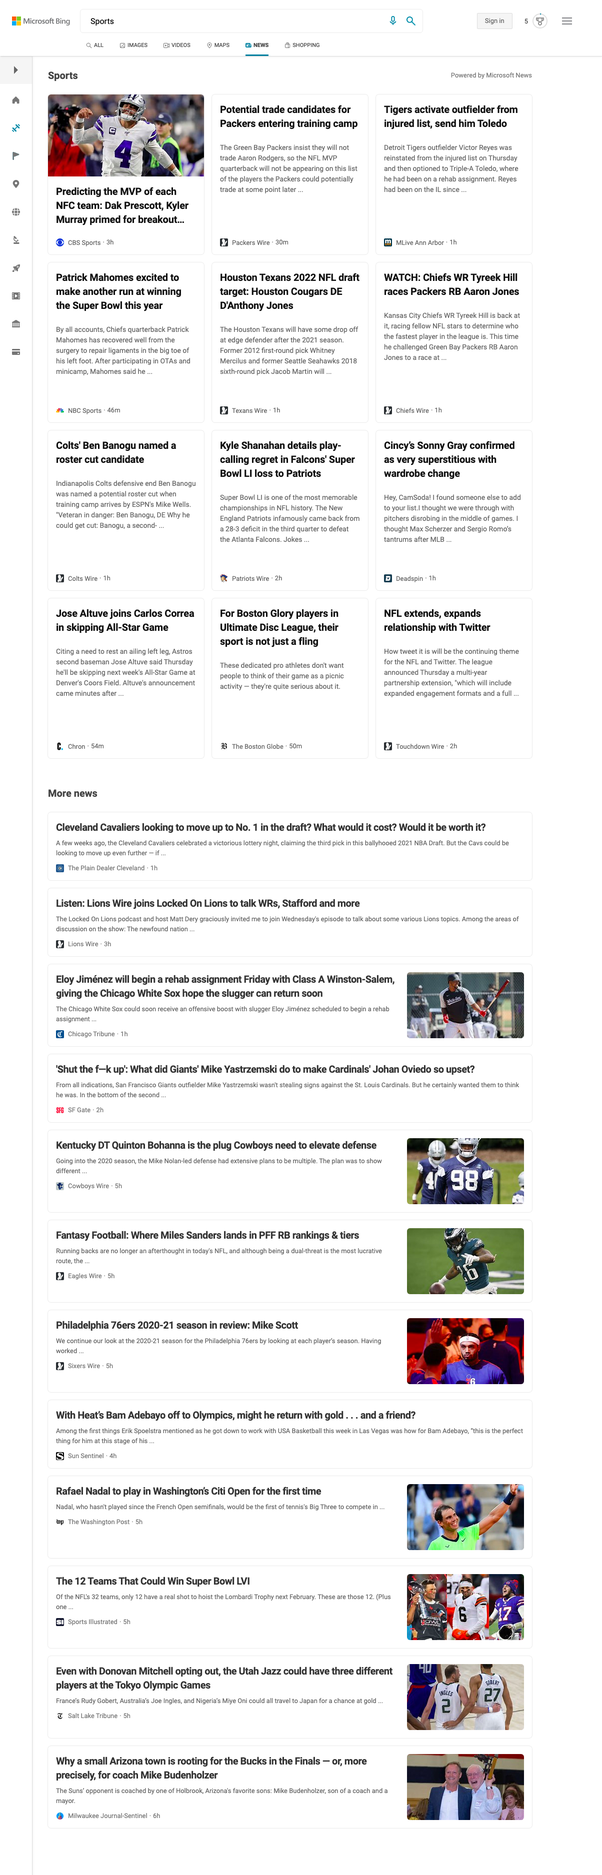 Microsoft Bing
Sports
Sign in
5
ALL
IMAGES
VIDEOS
MAPS
NEWS
SHOPPING
Sports
Powered by Microsoft News
Predicting the MVP of each
NFC team: Dak Prescott, Kyler
Murray primed for breakout...
CBS Sports · 3h
Potential trade candidates for
Packers entering training camp
The Green Bay Packers insist they will not
trade Aaron Rodgers, so the NFL MVP
quarterback will not be appearing on this list
of the players the Packers could potentially
trade at some point later ...
Packers Wire · 30m
Tigers activate outfielder from
injured list, send him Toledo
Detroit Tigers outfielder Victor Reyes was
reinstated from the injured list on Thursday
and then optioned to Triple-A Toledo, where
he had been on a rehab assignment. Reyes
had been on the IL since ...
MLive Ann Arbor · 1h
Patrick Mahomes excited to
make another run at winning
the Super Bowl this year
By all accounts, Chiefs quarterback Patrick
Mahomes has recovered well from the
surgery to repair ligaments in the big toe of
his left foot. After participating in OTAs and
minicamp, Mahomes said he ...
NBC Sports · 46m
Houston Texans 2022 NFL draft
target: Houston Cougars DE
D'Anthony Jones
The Houston Texans will have some drop off
at edge defender after the 2021 season.
Former 2012 first-round pick Whitney
Mercilus and former Seattle Seahawks 2018
sixth-round pick Jacob Martin will ...
Texans Wire · 1h
WATCH: Chiefs WR Tyreek Hill
races Packers RB Aaron Jones
Kansas City Chiefs WR Tyreek Hill is back at
it, racing fellow NFL stars to determine who
the fastest player in the league is. This time
he challenged Green Bay Packers RB Aaron
Jones to a race at ...
Chiefs Wire · 1h
Colts' Ben Banogu named a
roster cut candidate
Indianapolis Colts defensive end Ben Banogu
was named a potential roster cut when
training camp arrives by ESPN's Mike Wells.
"Veteran in danger: Ben Banogu, DE Why he
could get cut: Banogu, a second- ...
Colts Wire · 1h
Kyle Shanahan details play-
calling regret in Falcons' Super
Bowl LI loss to Patriots
Super Bowl LI is one of the most memorable
championships in NFL history. The New
England Patriots infamously came back from
a 28-3 deficit in the third quarter to defeat
the Atlanta Falcons. Jokes ...
Patriots Wire · 2h
Cincy's Sonny Gray confirmed
as very superstitious with
wardrobe change
Hey, CamSoda! I found someone else to add
to your list.I thought we were through with
pitchers disrobing in the middle of games. I
thought Max Scherzer and Sergio Romo's
tantrums after MLB ...
Deadspin · 1h
Jose Altuve joins Carlos Correa
in skipping All-Star Game
Citing a need to rest an ailing left leg, Astros
second baseman Jose Altuve said Thursday
he'll be skipping next week's All-Star Game at
Denver's Coors Field. Altuve's announcement
came minutes after ...
Chron · 54m
For Boston Glory players in
Ultimate Disc League, their
sport is not just a fling
These dedicated pro athletes don't want
people to think of their game as a picnic
activity — they're quite serious about it.
The Boston Globe · 50m
NFL extends, expands
relationship with Twitter
How tweet it is will be the continuing theme
for the NFL and Twitter. The league
announced Thursday a multi-year
partnership extension, "which will include
expanded engagement formats and a full ...
Touchdown Wire · 2h
More news
Cleveland Cavaliers looking to move up to No. 1 in the draft? What would it cost? Would it be worth it?
A few weeks ago, the Cleveland Cavaliers celebrated a victorious lottery night, claiming the third pick in this ballyhooed 2021 NBA Draft. But the Cavs could be
looking to move up even further — if ...
The Plain Dealer Cleveland · 1h
Listen: Lions Wire joins Locked On Lions to talk WRs, Stafford and more
The Locked On Lions podcast and host Matt Dery graciously invited me to join Wednesday's episode to talk about some various Lions topics. Among the areas of
discussion on the show: The newfound nation ...
Lions Wire · 3h
Eloy Jiménez will begin a rehab assignment Friday with Class A Winston-Salem,
giving the Chicago White Sox hope the slugger can return soon
The Chicago White Sox could soon receive an offensive boost with slugger Eloy Jiménez scheduled to begin a rehab
assignment ...
Chicago Tribune · 1h
'Shut the f—k up': What did Giants' Mike Yastrzemski do to make Cardinals' Johan Oviedo so upset?
From all indications, San Francisco Giants outfielder Mike Yastrzemski wasn't stealing signs against the St. Louis Cardinals. But he certainly wanted them to think
he was. In the bottom of the second ...
SF Gate · 2h
Kentucky DT Quinton Bohanna is the plug Cowboys need to elevate defense
Going into the 2020 season, the Mike Nolan-led defense had extensive plans to be multiple. The plan was to show
different ...
Cowboys Wire · 5h
98
Fantasy Football: Where Miles Sanders lands in PFF RB rankings & tiers
Running backs are no longer an afterthought in today's NFL, and although being a dual-threat is the most lucrative
route, the ...
Eagles Wire · 5h
Philadelphia 76ers 2020-21 season in review: Mike Scott
We continue our look at the 2020-21 season for the Philadelphia 76ers by looking at each player's season. Having
worked ...
Sixers Wire · 5h
With Heat's Bam Adebayo off to Olympics, might he return with gold . . . and a friend?
Among the first things Erik Spoelstra mentioned as he got down to work with USA Basketball this week in Las Vegas was how for Bam Adebayo, "this is the perfect
thing for him at this stage of his ...
Sun Sentinel · 4h
Rafael Nadal to play in Washington's Citi Open for the first time
Nadal, who hasn't played since the French Open semifinals, would be the first of tennis's Big Three to compete in ...
The Washington Post · 5h
The 12 Teams That Could Win Super Bowl LVI
Of the NFL's 32 teams, only 12 have a real shot to hoist the Lombardi Trophy next February. These are those 12. (Plus
one ...
Sports Illustrated · 5h
6
17
Even with Donovan Mitchell opting out, the Utah Jazz could have three different
players at the Tokyo Olympic Games
France's Rudy Gobert, Australia's Joe Ingles, and Nigeria's Miye Oni could all travel to Japan for a chance at gold ...
Salt Lake Tribune · 5h
INGLES
2
GOBERT
27
Why a small Arizona town is rooting for the Bucks in the Finals — or, more
precisely, for coach Mike Budenholzer
The Suns' opponent is coached by one of Holbrook, Arizona's favorite sons: Mike Budenholzer, son of a coach and a
mayor.
Milwaukee Journal-Sentinel · 6h